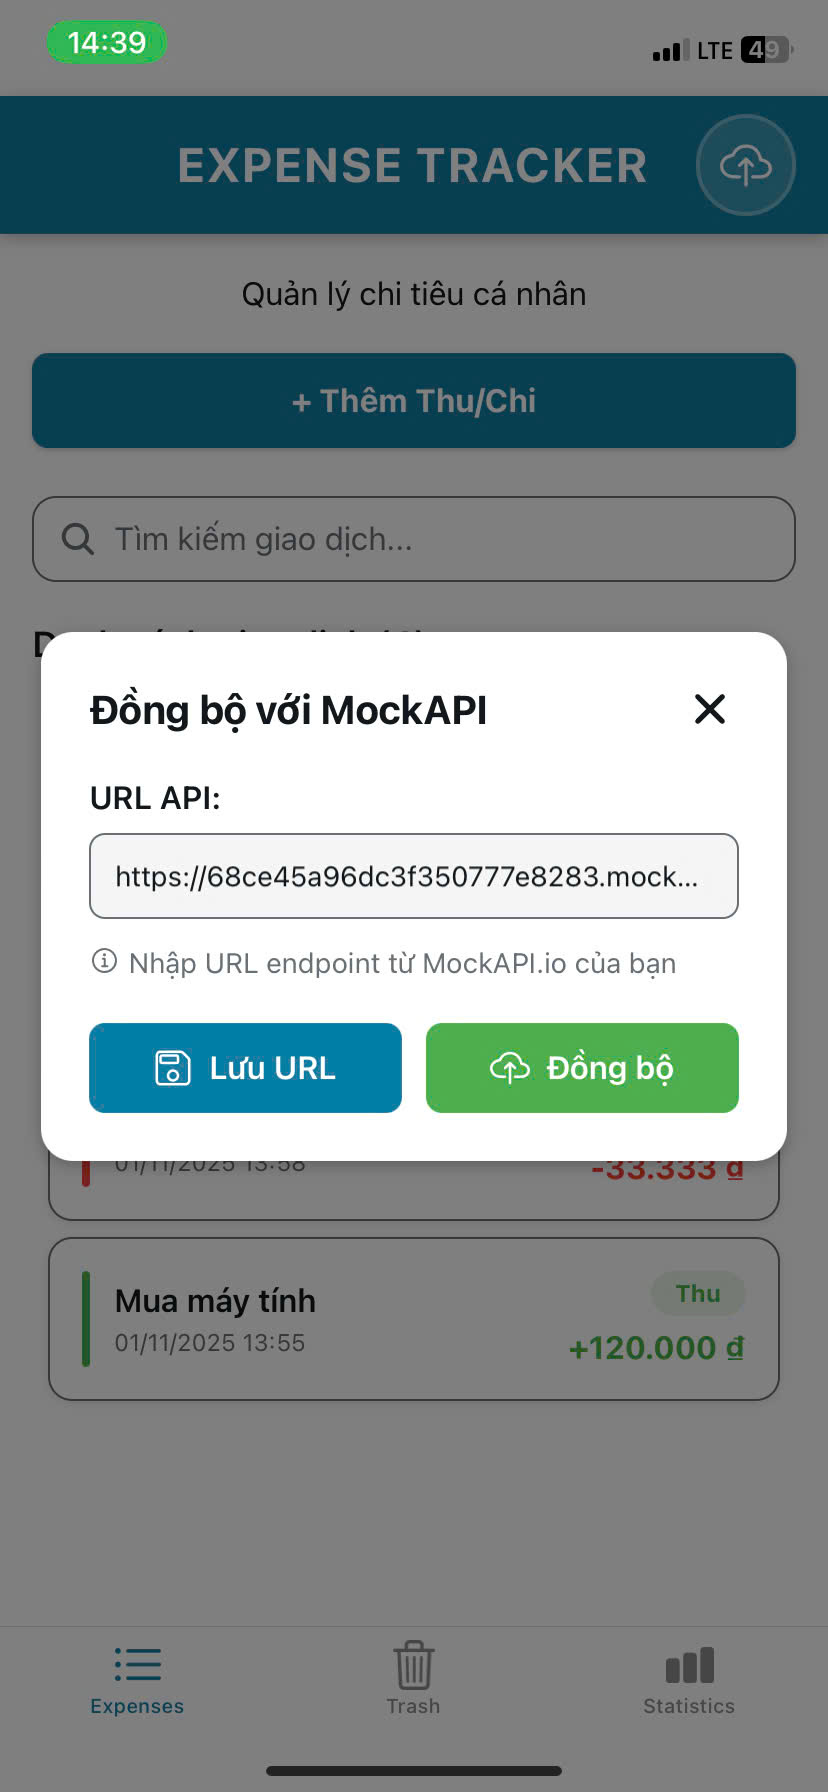 14:39
LTE 49
EXPENSE TRACKER
Quản lý chi tiêu cá nhân
+ Thêm Thu/Chi
Tìm kiếm giao dịch...
Đồng bộ với MockAPI
URL API:
https://68ce45a96dc3f350777e8283.mock...
Nhập URL endpoint từ MockAPI.io của bạn
Lưu URL
Đồng bộ
01/11/2025 13:58
-33.333 ₫
Mua máy tính
Thu
01/11/2025 13:55
+120.000 ₫
Expenses
Trash
Statistics